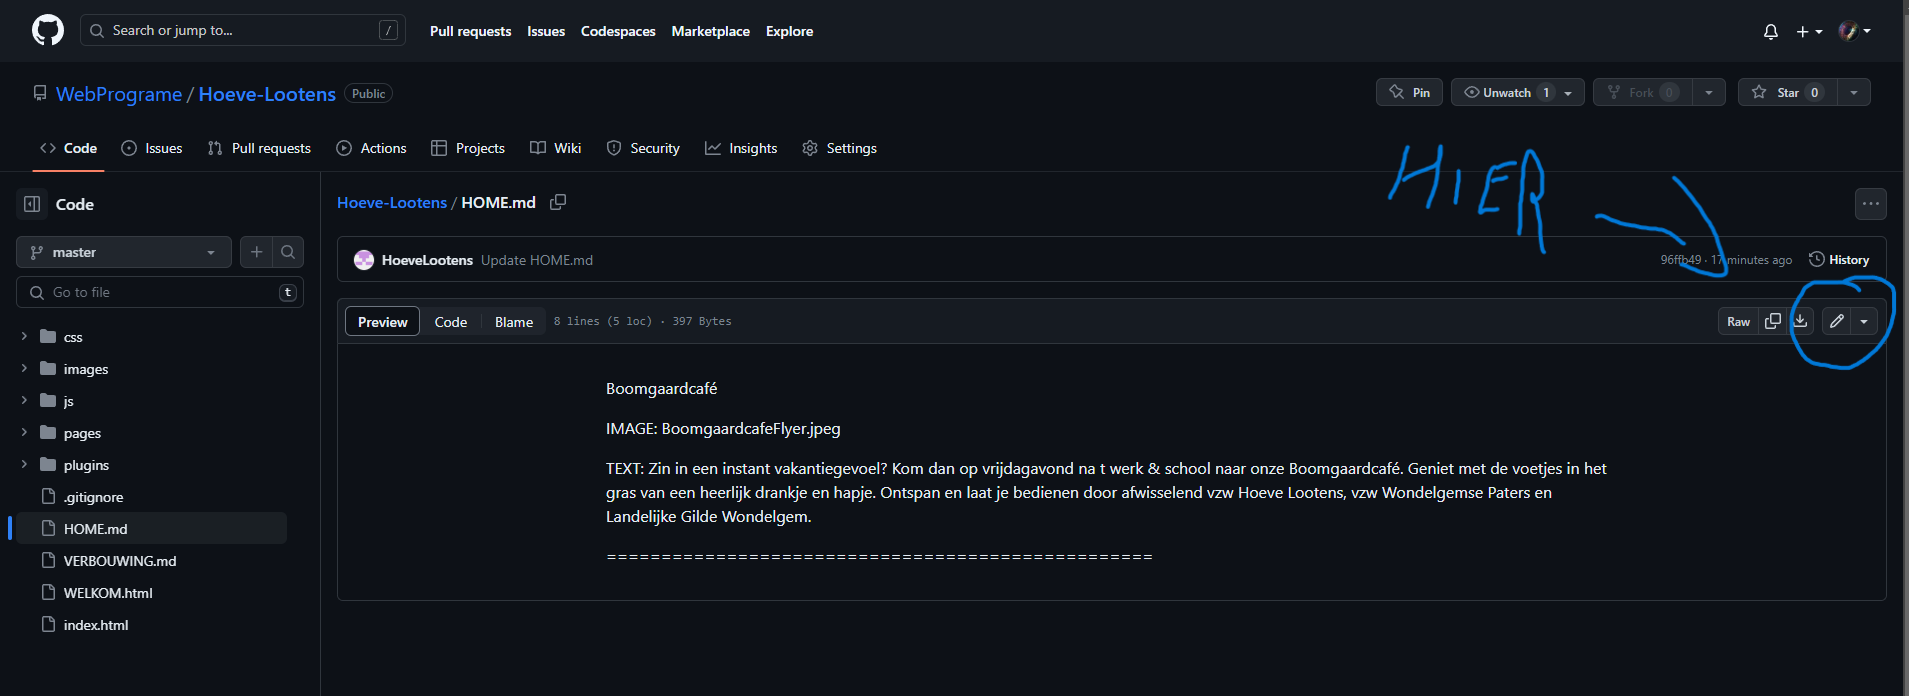 Search or jump to... /
Pull requests Issues Codespaces Marketplace Explore
WebPrograme / Hoeve-Lootens Public
Pin Unwatch 1 Fork 0 Star 0
Code Issues Pull requests Actions Projects Wiki Security Insights Settings
HIER
Code
master
Go to file t
css
images
js
pages
plugins
.gitignore
HOME.md
VERBOUWING.md
WELKOM.html
index.html
Hoeve-Lootens / HOME.md
HoeveLootens Update HOME.md
96ffb49 · 17 minutes ago History
Preview Code Blame 8 lines (5 loc) · 397 Bytes
Raw
Boomgaardcafé
IMAGE: BoomgaardcafeFlyer.jpeg
TEXT: Zin in een instant vakantiegevoel? Kom dan op vrijdagavond na t werk & school naar onze Boomgaardcafé. Geniet met de voetjes in het
gras van een heerlijk drankje en hapje. Ontspan en laat je bedienen door afwisselend vzw Hoeve Lootens, vzw Wondelgemse Paters en
Landelijke Gilde Wondelgem.
==================================================